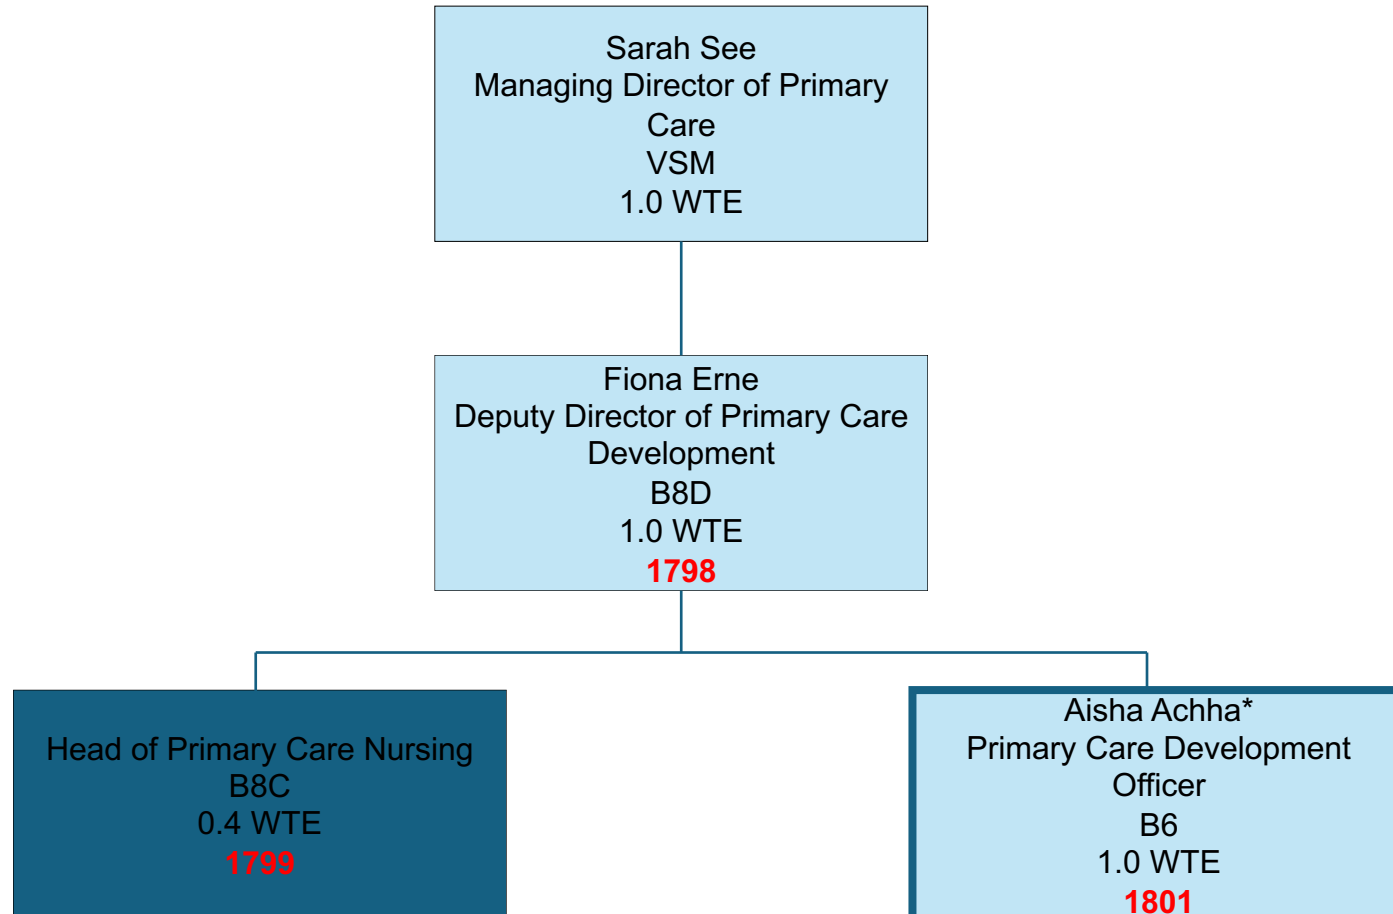 Sarah See
Managing Director of Primary
Care
VSM
1.0 WTE
Fiona Erne
Deputy Director of Primary Care
Development
B8D
1.0 WTE
1798
Head of Primary Care Nursing
B8C
0.4 WTE
1799
Aisha Achha*
Primary Care Development
Officer
B6
1.0 WTE
1801